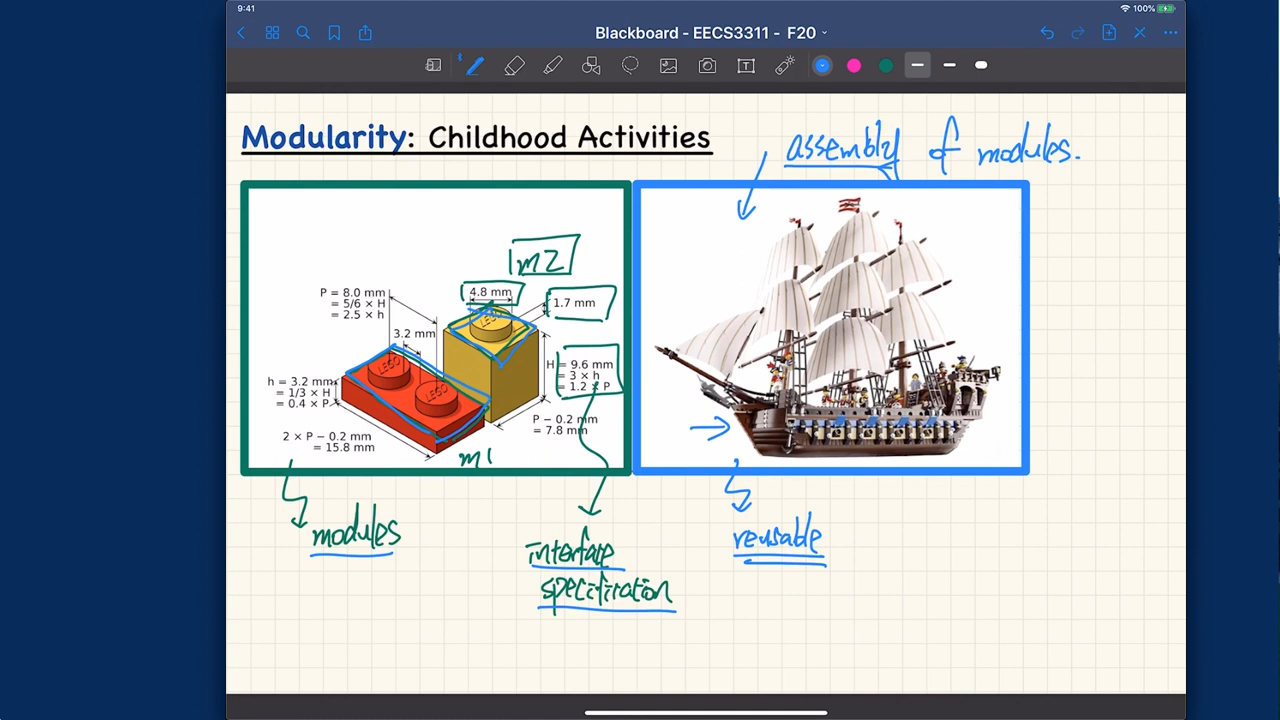 9:41
100%
Blackboard - EECS3311 - F20
Modularity: Childhood Activities
assembly of modules.
m2
4.8 mm
1.7 mm
P = 8.0 mm
= 5/6 × H
= 2.5 × h
3.2 mm
LEGO
LEGO
LEGO
H = 9.6 mm
= 3 × h
= 1.2 × P
h = 3.2 mm
= 1/3 × H
= 0.4 × P
P − 0.2 mm
= 7.8 mm
2 × P − 0.2 mm
= 15.8 mm
m1
modules
interface
specification
reusable